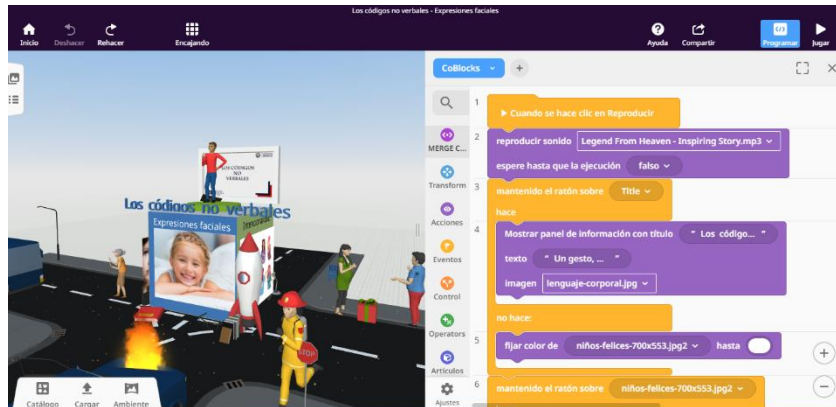 Los códigos no verbales - Expresiones faciales
Inicio
Deshacer
Rehacer
Encajando
Ayuda
Compartir
Programar
Jugar
CoBlocks
MERGE C...
Transform
Acciones
Eventos
Control
Operators
Artículos
Ajustes
1
Cuando se hace clic en Reproducir
2
reproducir sonido Legend From Heaven - Inspiring Story.mp3
espere hasta que la ejecución falso
3
mantenido el ratón sobre Title
hace
4
Mostrar panel de información con título " Los código... "
texto " Un gesto, ... "
imagen lenguaje-corporal.jpg
no hace:
5
fijar color de niños-felices-700x553.jpg2 hasta
6
mantenido el ratón sobre niños-felices-700x553.jpg2
LOS CÓDIGOS
NO
VERBALES
Los códigos no verbales
Expresiones faciales
STOP
Catálogo
Cargar
Ambiente